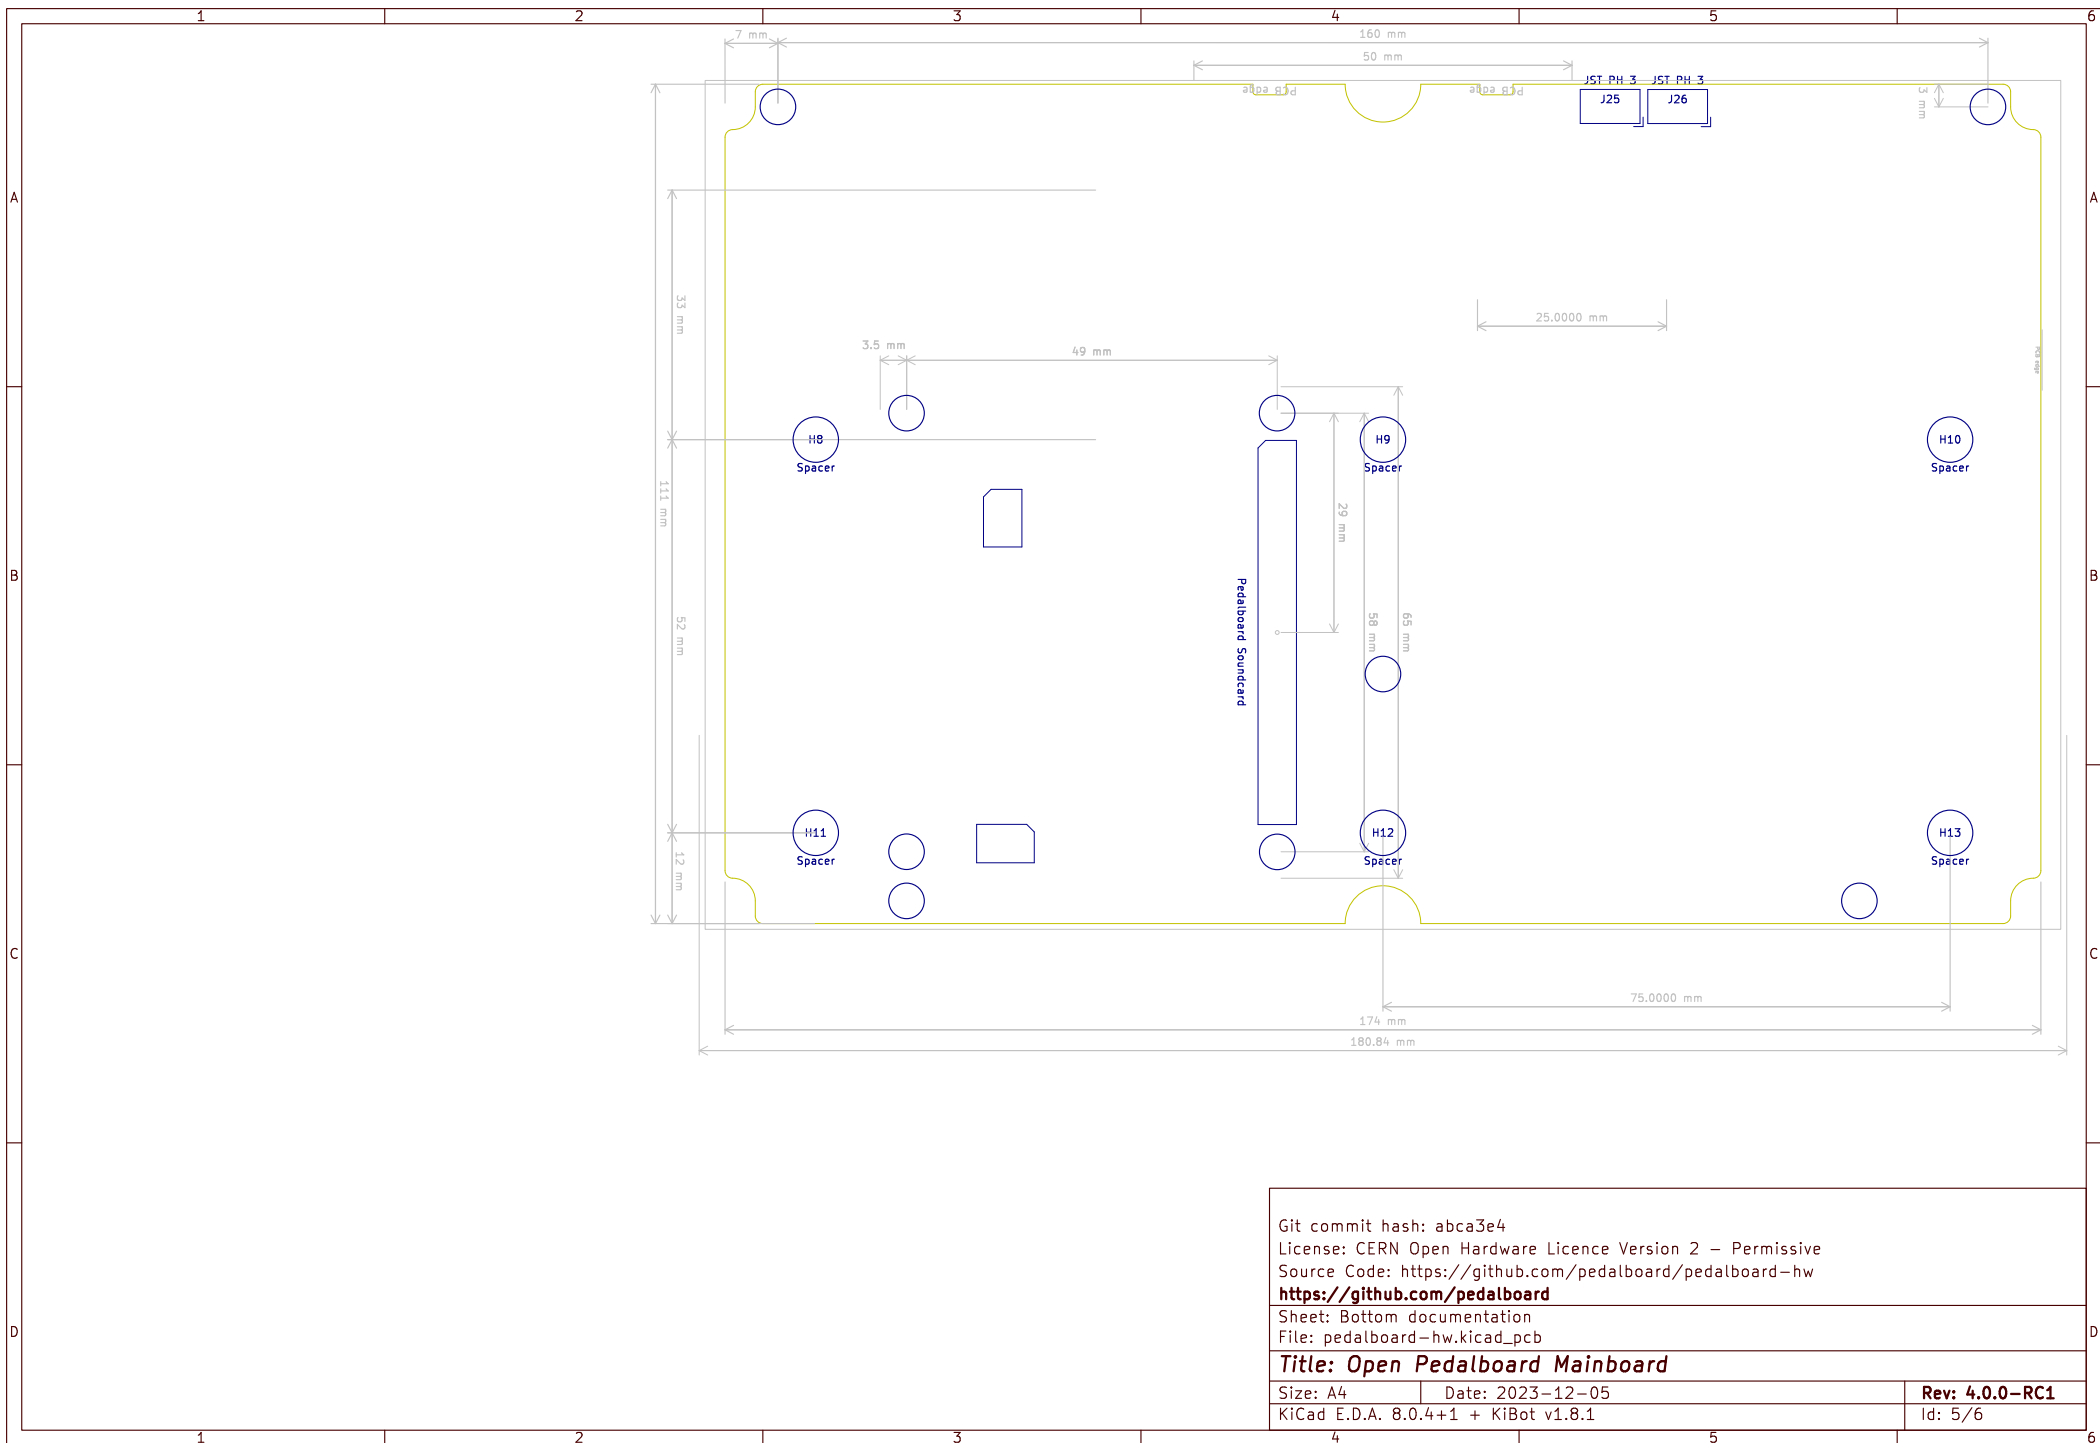 1 2 3 4 5 6
7 mm
160 mm
50 mm
JST PH 3 JST PH 3
PCB edge PCB edge
J25 J26
3 mm
A A
33 mm
25.0000 mm
3.5 mm
49 mm
PCB edge
H8 H9 H10
Spacer Spacer Spacer
111 mm
29 mm
B B
Pedalboard Soundcard
52 mm
58 mm
65 mm
H11 H12 H13
Spacer Spacer Spacer
12 mm
C C
75.0000 mm
174 mm
180.84 mm
Git commit hash: abca3e4
License: CERN Open Hardware Licence Version 2 - Permissive
Source Code: https://github.com/pedalboard/pedalboard-hw
https://github.com/pedalboard
Sheet: Bottom documentation
File: pedalboard-hw.kicad_pcb
D D
Title: Open Pedalboard Mainboard
Size: A4 Date: 2023-12-05 Rev: 4.0.0-RC1
KiCad E.D.A. 8.0.4+1 + KiBot v1.8.1 Id: 5/6
1 2 3 4 5 6